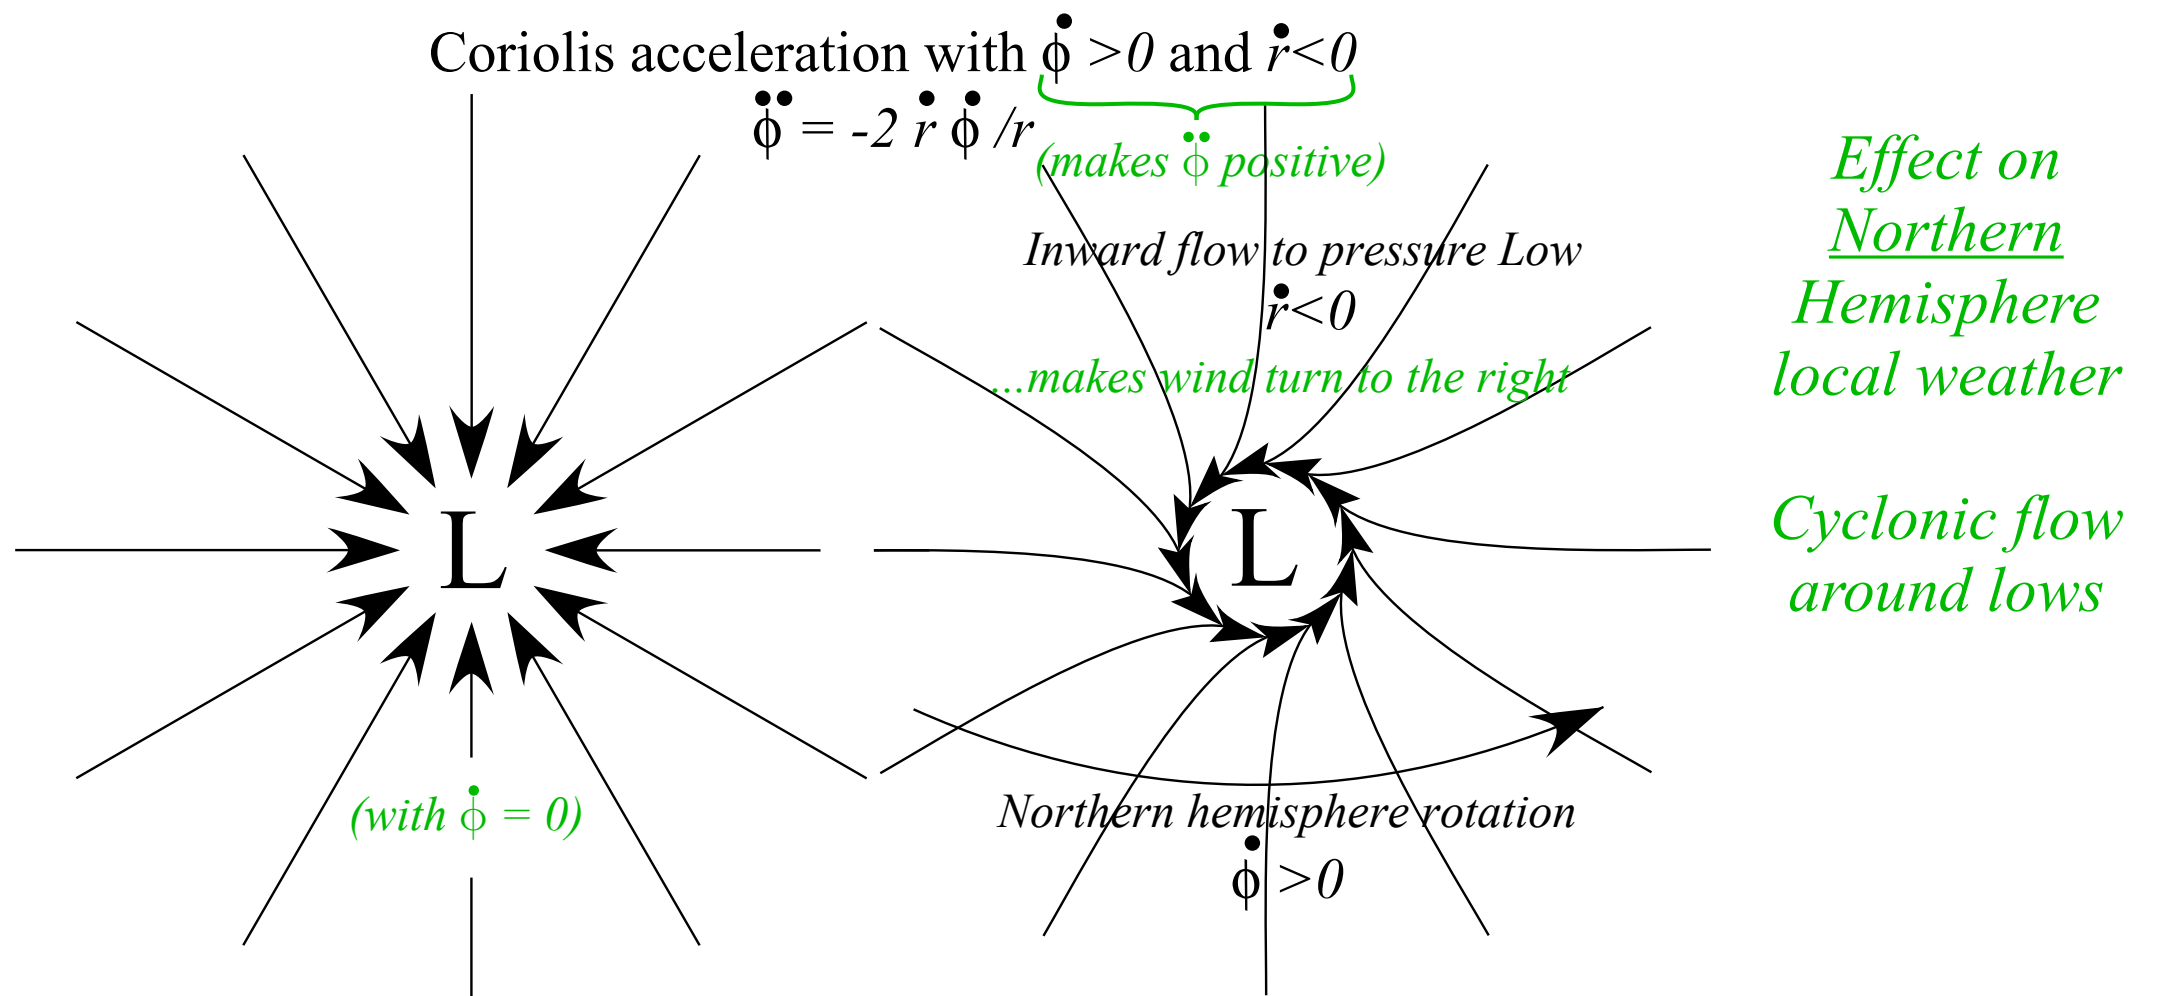 Coriolis acceleration with ϕ̇ >0 and ṙ<0
ϕ̈ = -2 ṙ ϕ̇ /r
(makes ϕ̈ positive)
Inward flow to pressure Low
ṙ<0
...makes wind turn to the right
L
(with ϕ̇ = 0)
L
Northern hemisphere rotation
ϕ̇ >0
Effect on
Northern
Hemisphere
local weather
Cyclonic flow
around lows